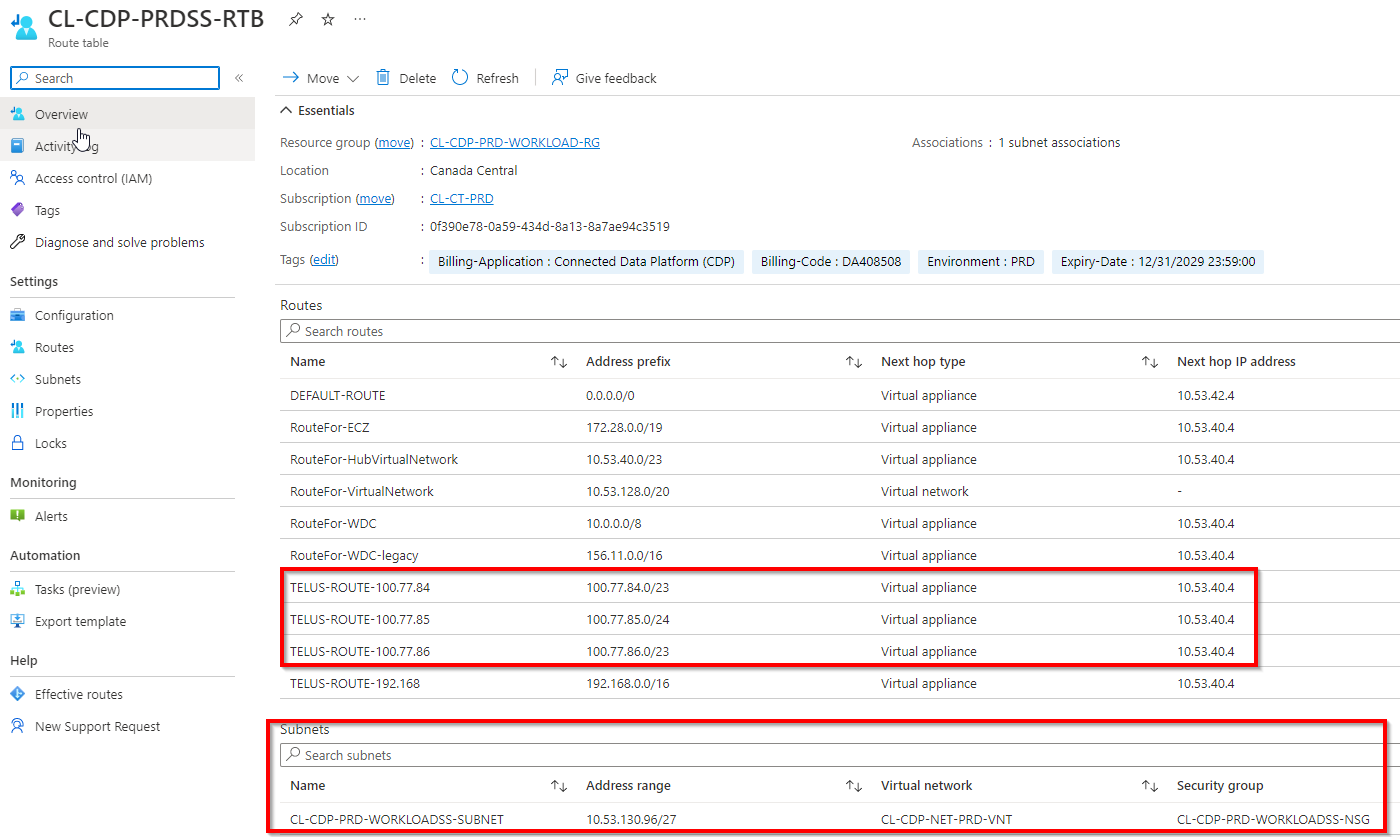 CL-CDP-PRDSS-RTB
Route table
Search
Overview
Activity log
Access control (IAM)
Tags
Diagnose and solve problems
Settings
Configuration
Routes
Subnets
Properties
Locks
Monitoring
Alerts
Automation
Tasks (preview)
Export template
Help
Effective routes
New Support Request
Move Delete Refresh Give feedback
Essentials
Resource group (move) : CL-CDP-PRD-WORKLOAD-RG Associations : 1 subnet associations
Location : Canada Central
Subscription (move) : CL-CT-PRD
Subscription ID : 0f390e78-0a59-434d-8a13-8a7ae94c3519
Tags (edit) : Billing-Application : Connected Data Platform (CDP) Billing-Code : DA408508 Environment : PRD Expiry-Date : 12/31/2029 23:59:00
Routes
Search routes
Name Address prefix Next hop type Next hop IP address
DEFAULT-ROUTE 0.0.0.0/0 Virtual appliance 10.53.42.4
RouteFor-ECZ 172.28.0.0/19 Virtual appliance 10.53.40.4
RouteFor-HubVirtualNetwork 10.53.40.0/23 Virtual appliance 10.53.40.4
RouteFor-VirtualNetwork 10.53.128.0/20 Virtual network -
RouteFor-WDC 10.0.0.0/8 Virtual appliance 10.53.40.4
RouteFor-WDC-legacy 156.11.0.0/16 Virtual appliance 10.53.40.4
TELUS-ROUTE-100.77.84 100.77.84.0/23 Virtual appliance 10.53.40.4
TELUS-ROUTE-100.77.85 100.77.85.0/24 Virtual appliance 10.53.40.4
TELUS-ROUTE-100.77.86 100.77.86.0/23 Virtual appliance 10.53.40.4
TELUS-ROUTE-192.168 192.168.0.0/16 Virtual appliance 10.53.40.4
Subnets
Search subnets
Name Address range Virtual network Security group
CL-CDP-PRD-WORKLOADSS-SUBNET 10.53.130.96/27 CL-CDP-NET-PRD-VNT CL-CDP-PRD-WORKLOADSS-NSG